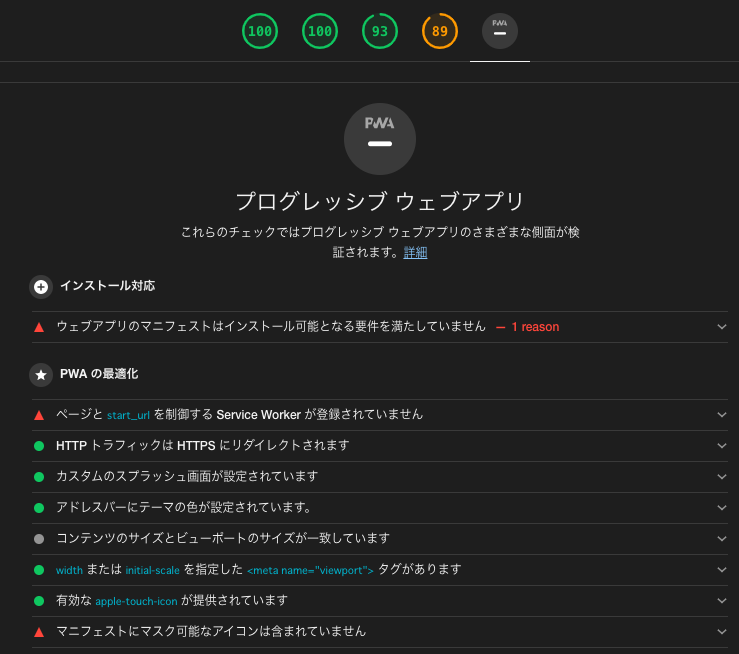 100 100 93 89 PWA
PWA
プログレッシブ ウェブアプリ
これらのチェックではプログレッシブ ウェブアプリのさまざまな側面が検
証されます。詳細
インストール対応
ウェブアプリのマニフェストはインストール可能となる要件を満たしていません — 1 reason
PWA の最適化
ページと start_url を制御する Service Worker が登録されていません
HTTP トラフィックは HTTPS にリダイレクトされます
カスタムのスプラッシュ画面が設定されています
アドレスバーにテーマの色が設定されています。
コンテンツのサイズとビューポートのサイズが一致しています
width または initial-scale を指定した <meta name="viewport"> タグがあります
有効な apple-touch-icon が提供されています
マニフェストにマスク可能なアイコンは含まれていません